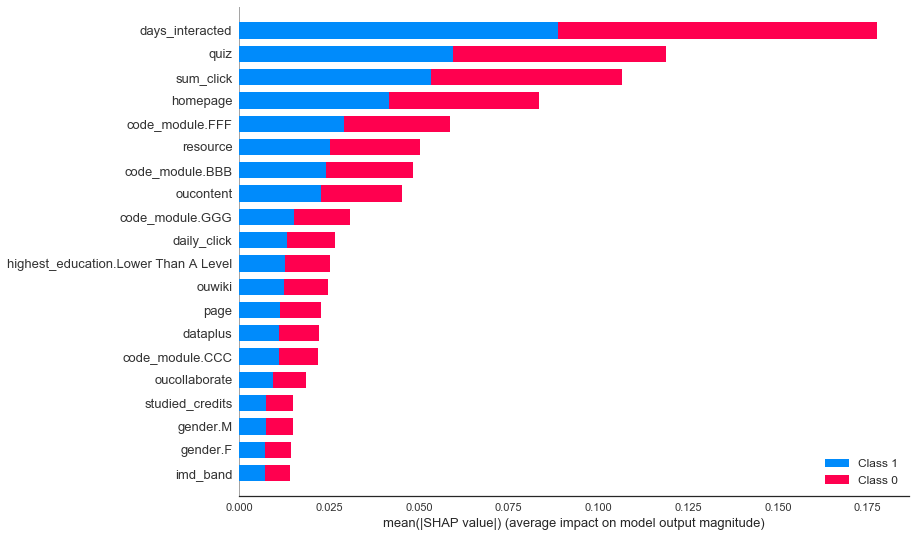 days_interacted
quiz
sum_click
homepage
code_module.FFF
resource
code_module.BBB
oucontent
code_module.GGG
daily_click
highest_education.Lower Than A Level
ouwiki
page
dataplus
code_module.CCC
oucollaborate
studied_credits
gender.M
gender.F
imd_band
Class 1
Class 0
0.000 0.025 0.050 0.075 0.100 0.125 0.150 0.175
mean(|SHAP value|) (average impact on model output magnitude)